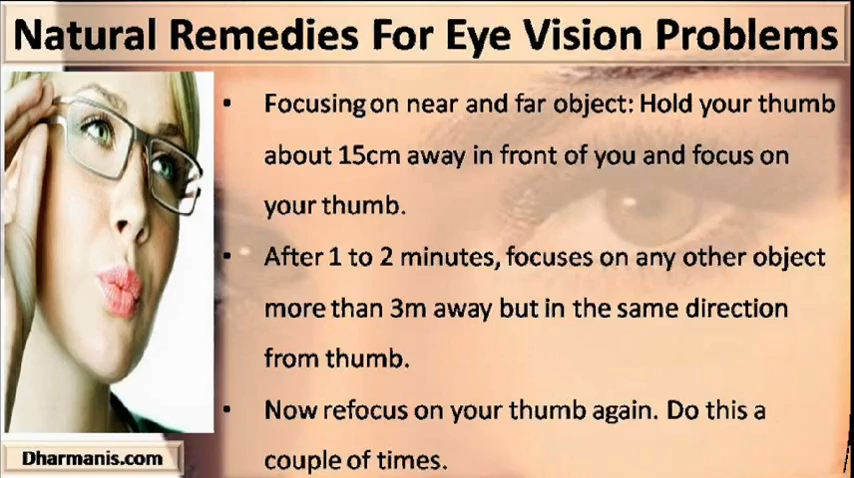 Natural Remedies For Eye Vision Problems
• Focusing on near and far object: Hold your thumb
about 15cm away in front of you and focus on
your thumb.
• After 1 to 2 minutes, focuses on any other object
more than 3m away but in the same direction
from thumb.
• Now refocus on your thumb again. Do this a
couple of times.
Dharmanis.com